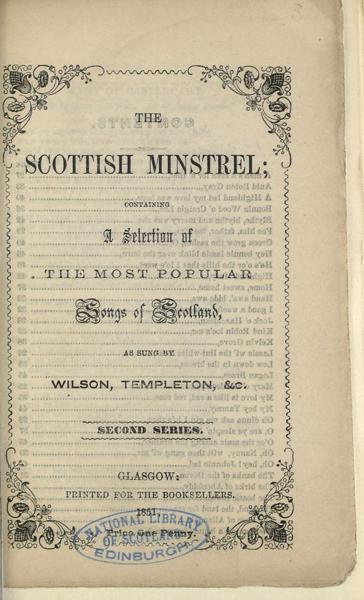 THE
SCOTTISH MINSTREL;
CONTAINING
A Selection of
THE MOST POPULAR
Songs of Scotland,
AS SUNG BY
WILSON, TEMPLETON, &c.
SECOND SERIES.
GLASGOW:
PRINTED FOR THE BOOKSELLERS.
1851.
Price One Penny.
NATIONAL LIBRARY
OF SCOTLAND
EDINBURGH